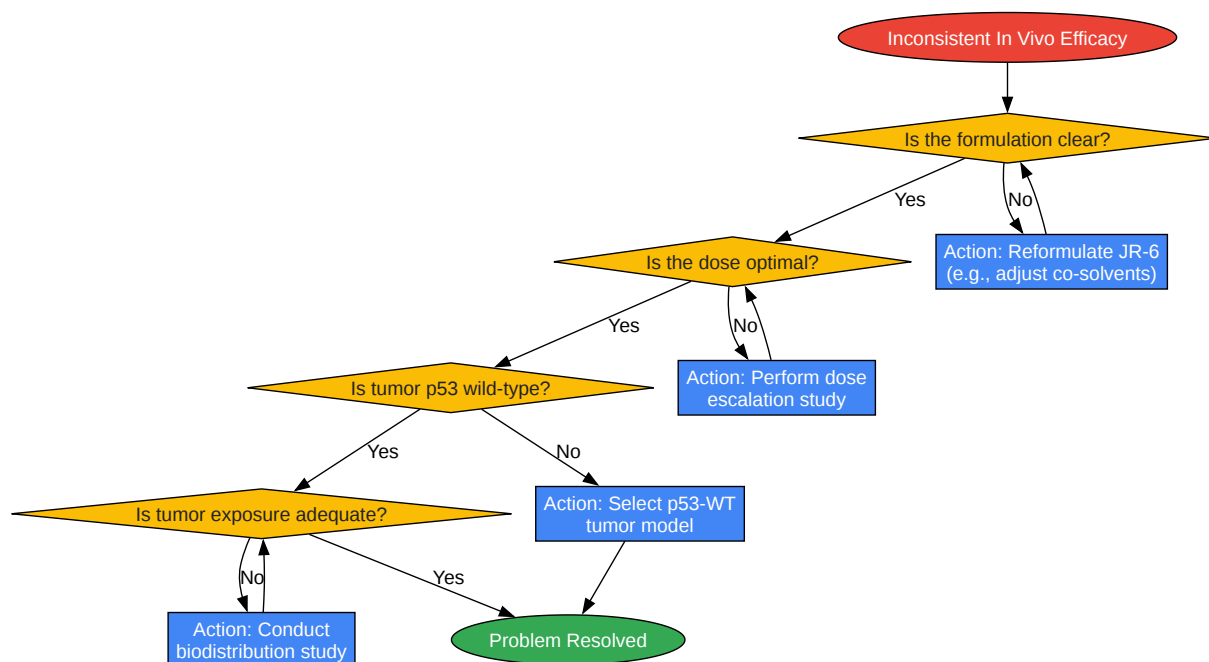 Inconsistent In Vivo Efficacy
Is the formulation clear?
Yes
No
Action: Reformulate JR-6
(e.g., adjust co-solvents)
Is the dose optimal?
Yes
No
Action: Perform dose
escalation study
Is tumor p53 wild-type?
Yes
No
Action: Select p53-WT
tumor model
Is tumor exposure adequate?
No
Yes
Action: Conduct
biodistribution study
Problem Resolved